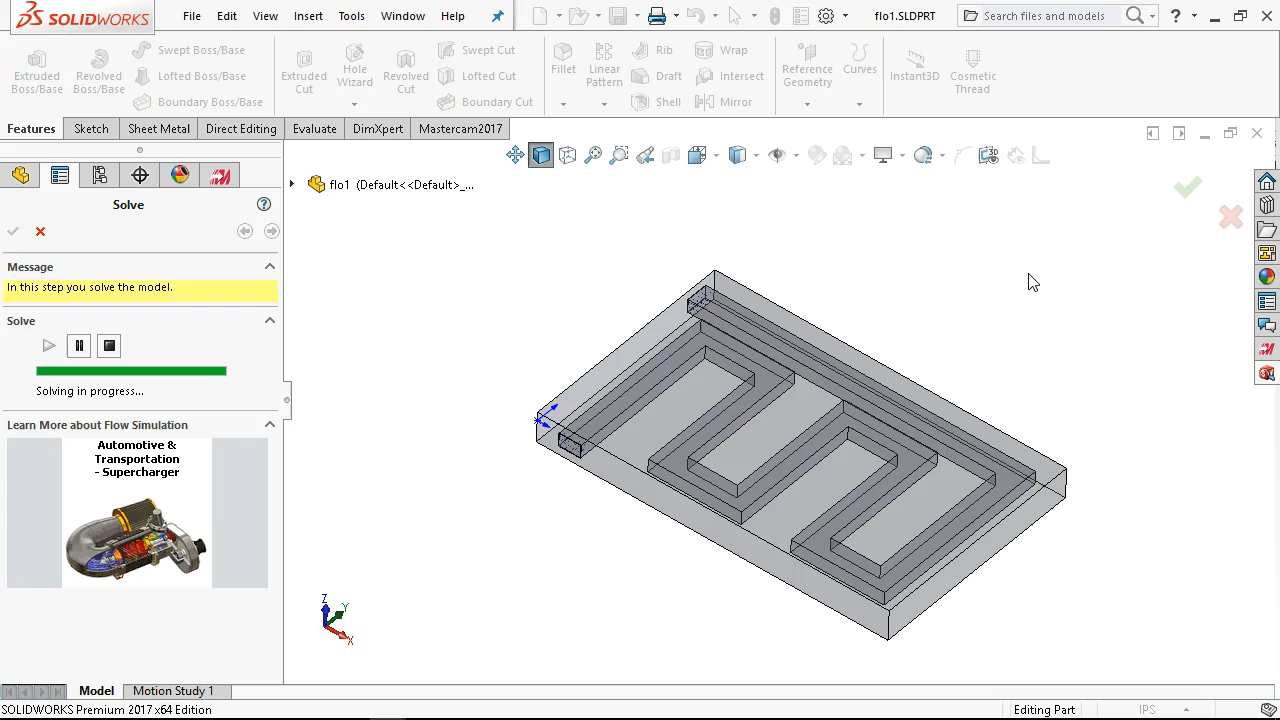 SOLIDWORKS
File Edit View Insert Tools Window Help
flo1.SLDPRT
Search files and models
Extruded Boss/Base
Revolved Boss/Base
Swept Boss/Base
Lofted Boss/Base
Boundary Boss/Base
Extruded Cut
Hole Wizard
Revolved Cut
Swept Cut
Lofted Cut
Boundary Cut
Fillet
Linear Pattern
Rib
Draft
Shell
Wrap
Intersect
Mirror
Reference Geometry
Curves
Instant3D
Cosmetic Thread
Features Sketch Sheet Metal Direct Editing Evaluate DimXpert Mastercam2017
flo1 (Default<<Default>_...
Solve
Message
In this step you solve the model.
Solve
Solving in progress...
Learn More about Flow Simulation
Automotive &
Transportation
- Supercharger
Z
Y
X
Model Motion Study 1
SOLIDWORKS Premium 2017 x64 Edition
Editing Part
IPS